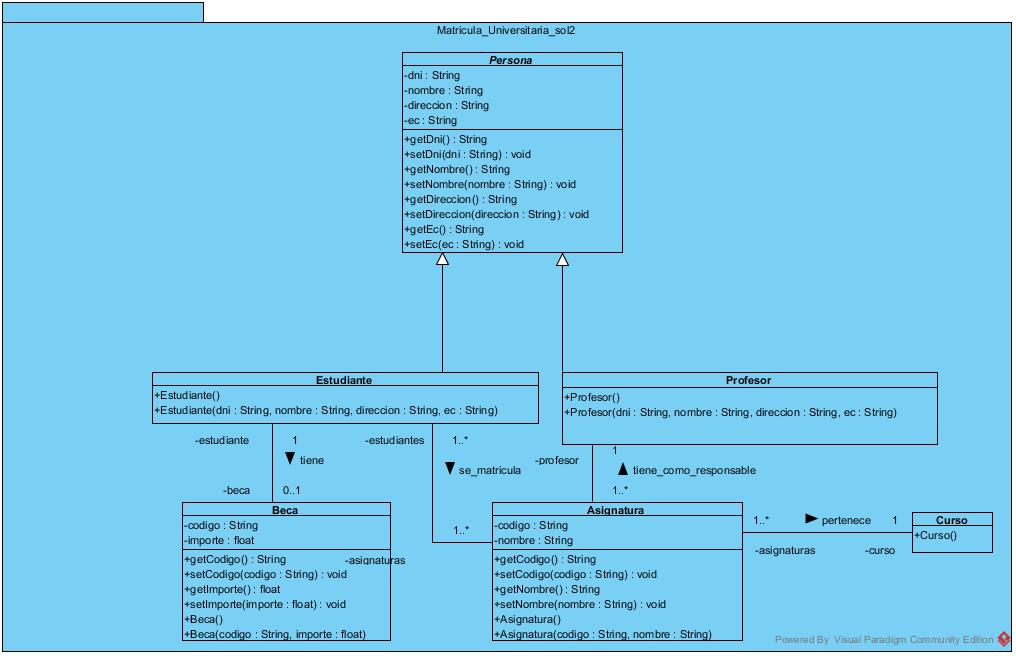 Matricula_Universitaria_sol2
Persona
-dni : String
-nombre : String
-direccion : String
-ec : String
+getDni() : String
+setDni(dni : String) : void
+getNombre() : String
+setNombre(nombre : String) : void
+getDireccion() : String
+setDireccion(direccion : String) : void
+getEc() : String
+setEc(ec : String) : void
Estudiante
+Estudiante()
+Estudiante(dni : String, nombre : String, direccion : String, ec : String)
Profesor
+Profesor()
+Profesor(dni : String, nombre : String, direccion : String, ec : String)
-estudiante
1
tiene
-beca
0..1
-estudiantes
1..*
se_matricula
1..*
-asignaturas
-profesor
1
tiene_como_responsable
1..*
Beca
-codigo : String
-importe : float
+getCodigo() : String
+setCodigo(codigo : String) : void
+getImporte() : float
+setImporte(importe : float) : void
+Beca()
+Beca(codigo : String, importe : float)
Asignatura
-codigo : String
-nombre : String
+getCodigo() : String
+setCodigo(codigo : String) : void
+getNombre() : String
+setNombre(nombre : String) : void
+Asignatura()
+Asignatura(codigo : String, nombre : String)
1..*
pertenece
1
-asignaturas
-curso
Curso
+Curso()
Powered By Visual Paradigm Community Edition